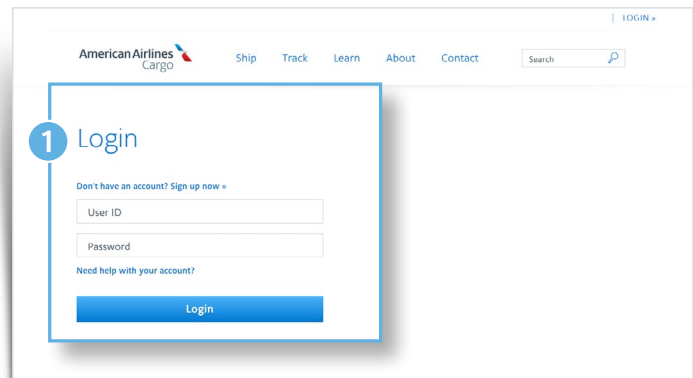 LOGIN »
American Airlines
Cargo
Ship Track Learn About Contact Search
1
Login
Don't have an account? Sign up now »
User ID
Password
Need help with your account?
Login